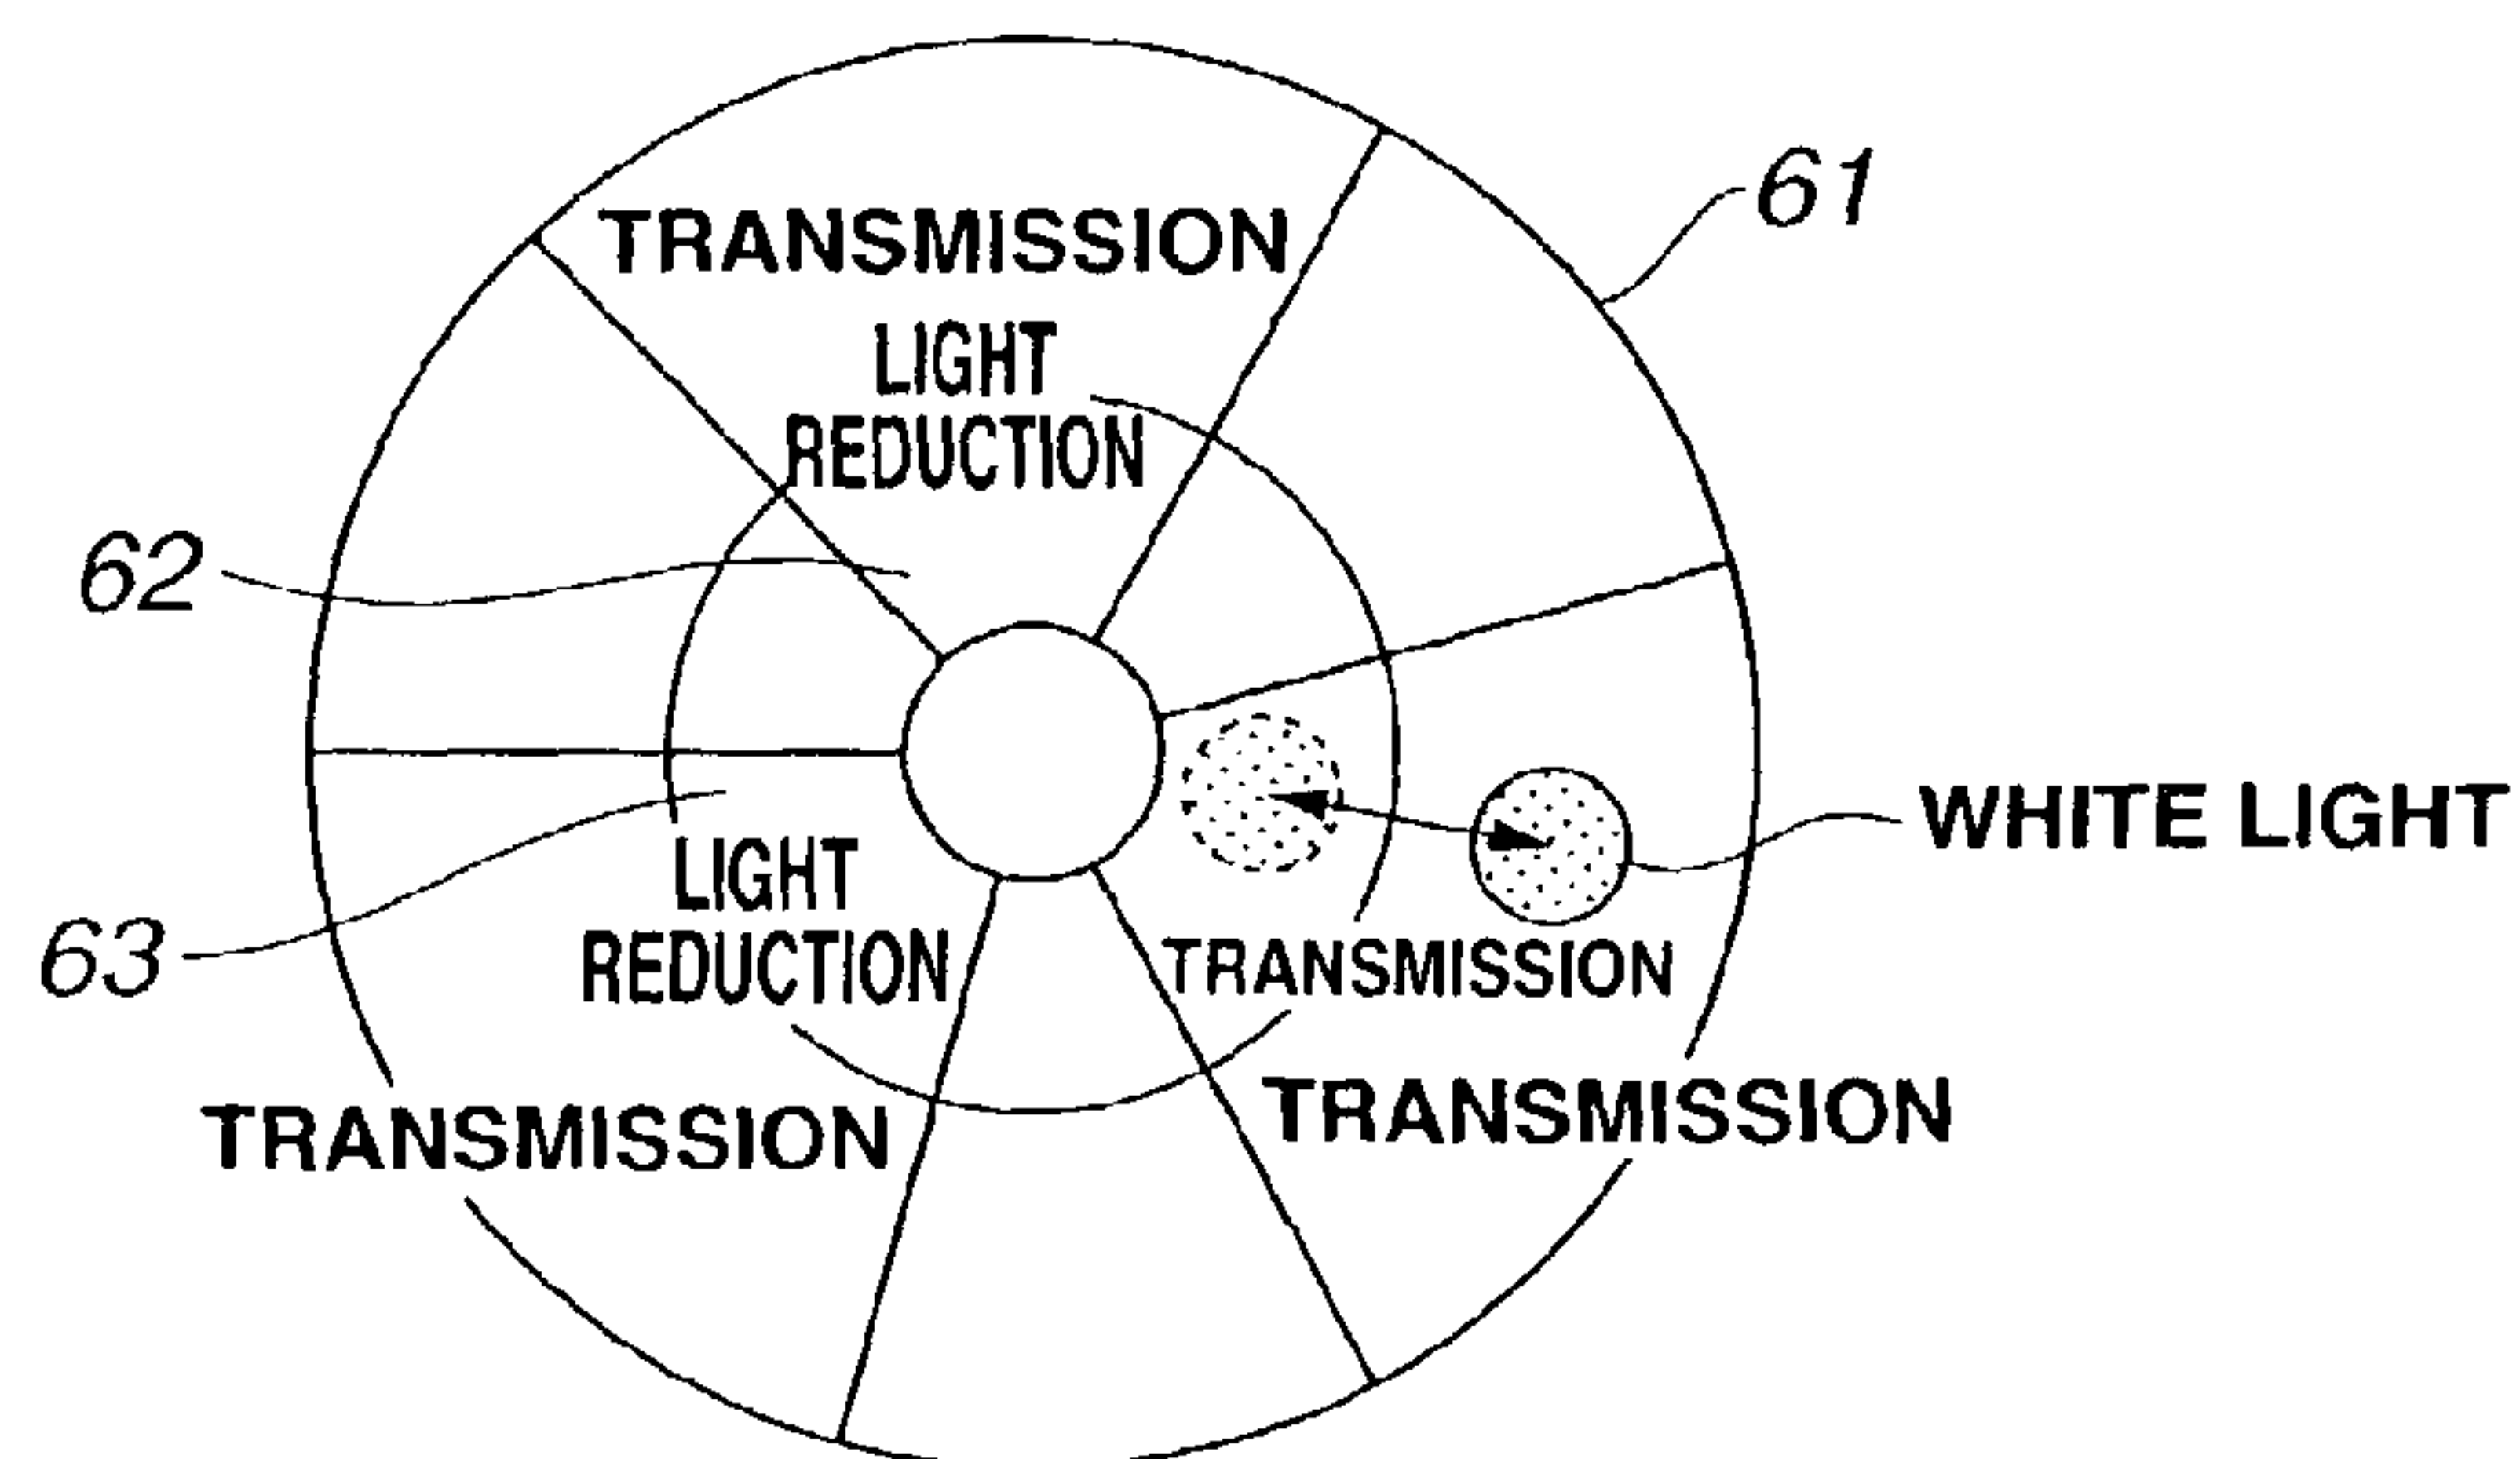 61
TRANSMISSION
LIGHT
REDUCTION
62
WHITE LIGHT
63
LIGHT
REDUCTION
TRANSMISSION
TRANSMISSION
TRANSMISSION